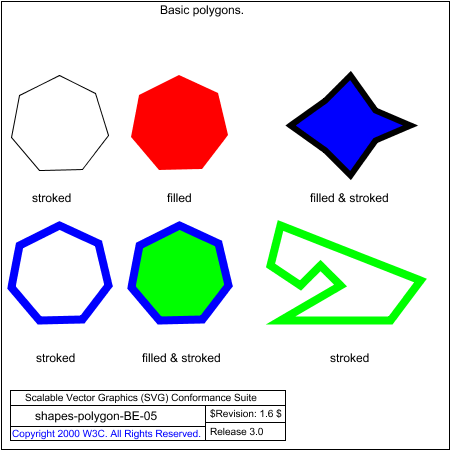 Basic polygons.
stroked
filled
filled & stroked
stroked
filled & stroked
stroked
Scalable Vector Graphics (SVG) Conformance Suite
shapes-polygon-BE-05
$Revision: 1.6 $
Copyright 2000 W3C. All Rights Reserved.
Release 3.0